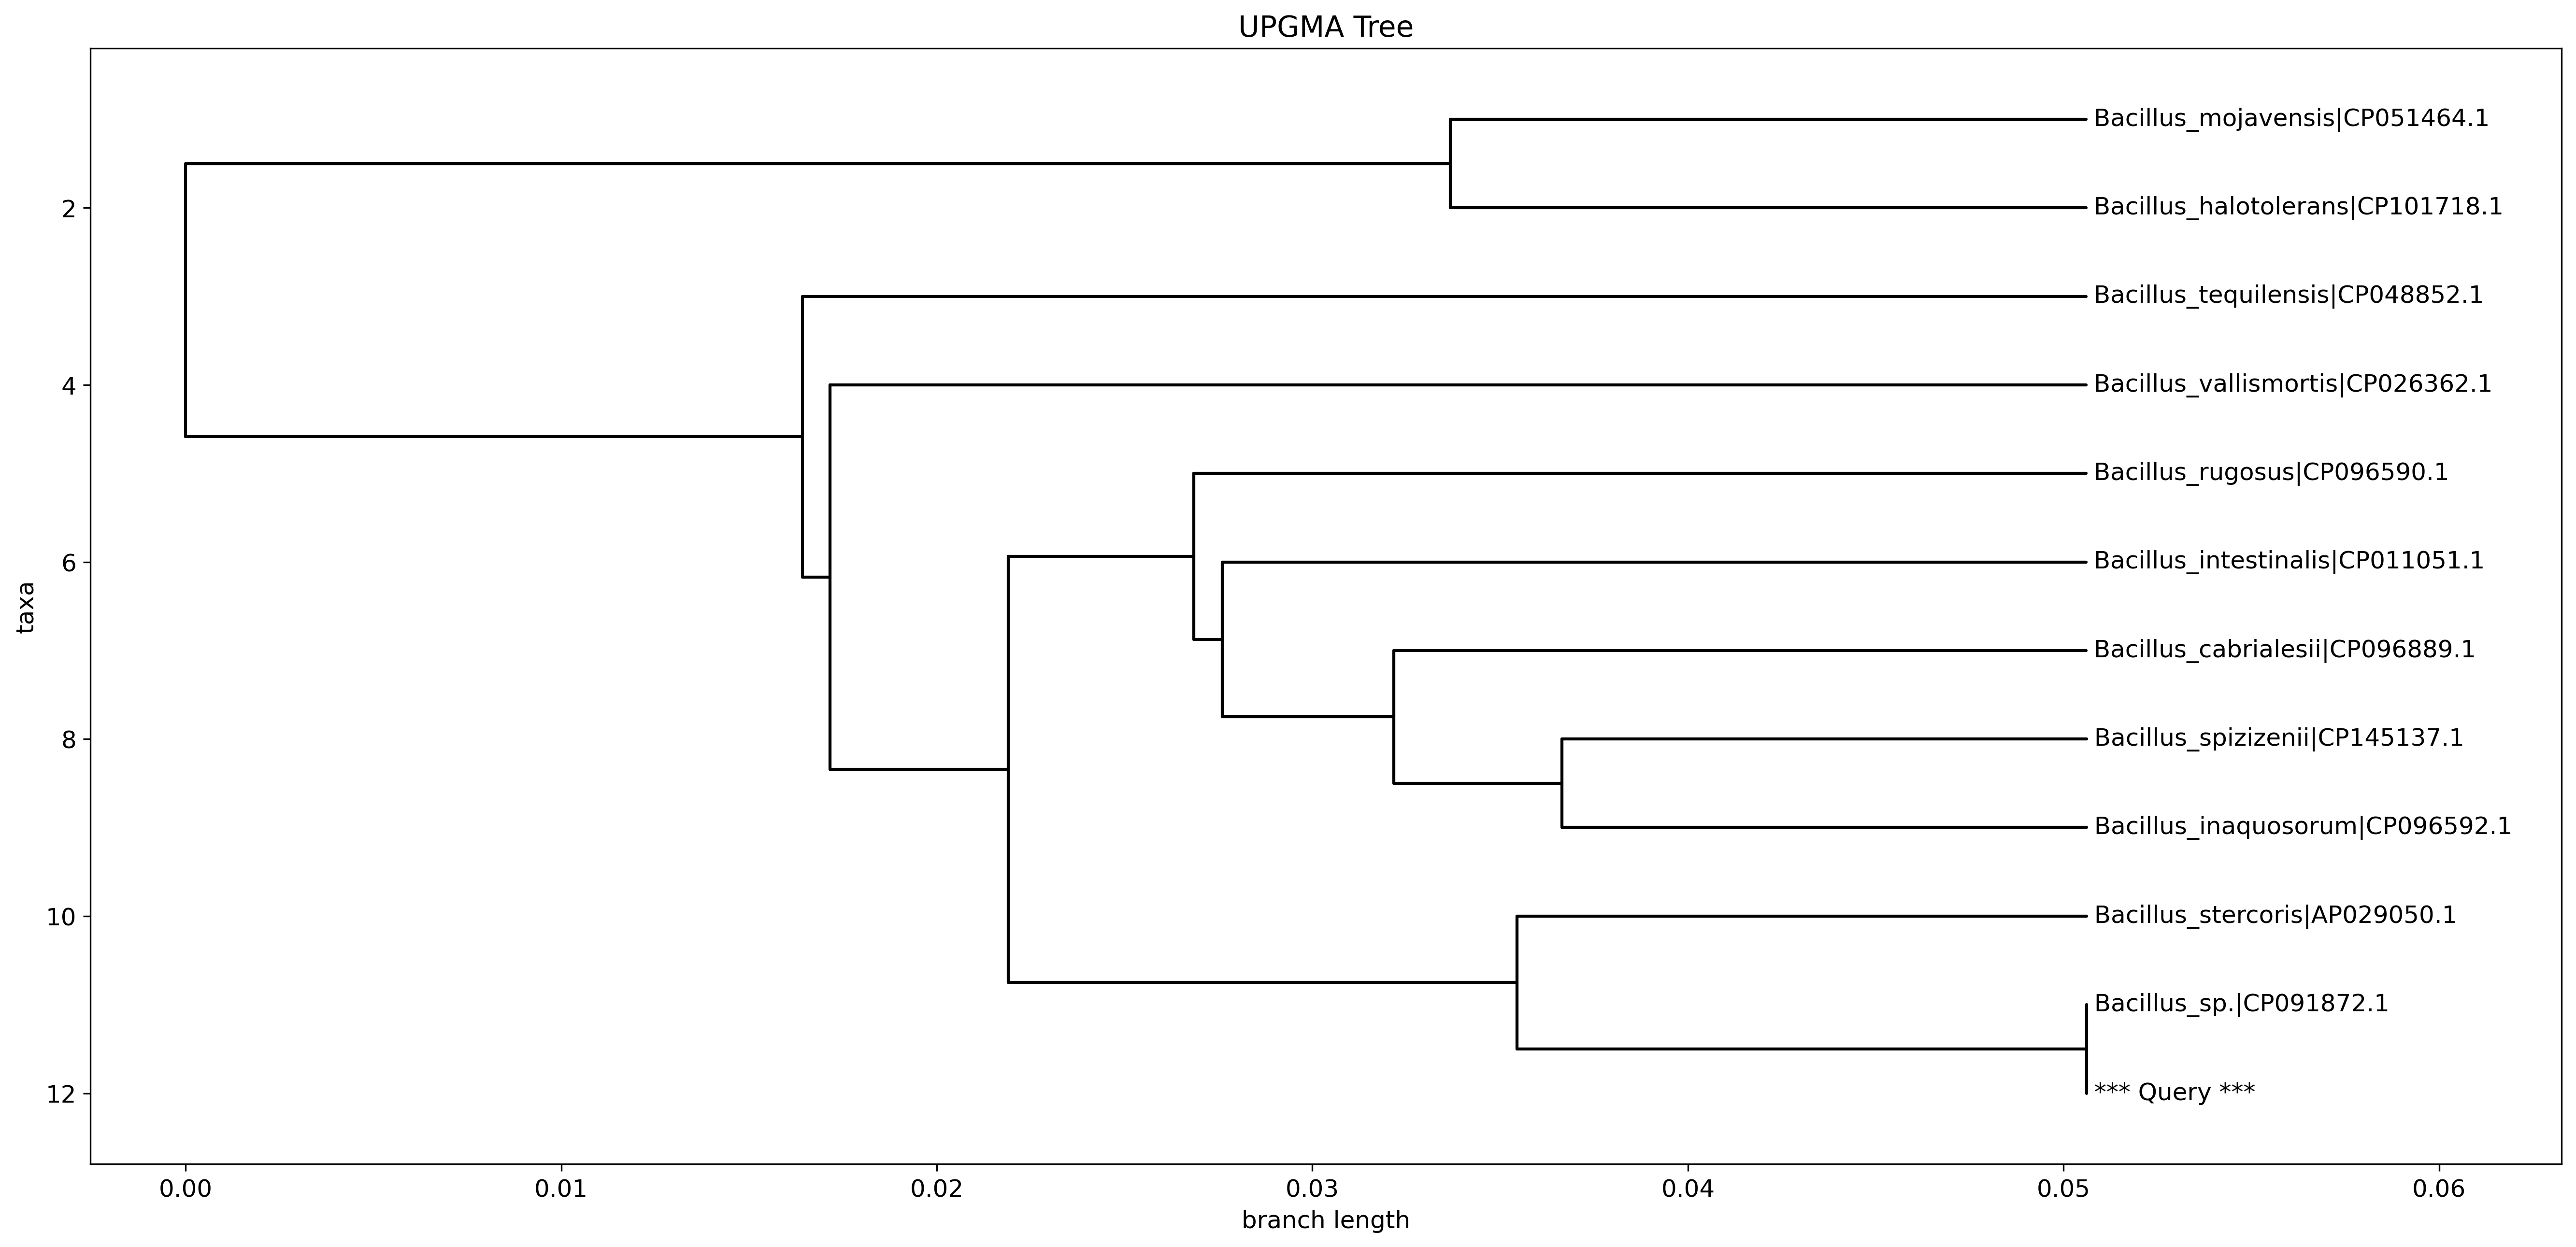 UPGMA Tree
Bacillus_mojavensis|CP051464.1
2
Bacillus_halotolerans|CP101718.1
Bacillus_tequilensis|CP048852.1
4
Bacillus_vallismortis|CP026362.1
Bacillus_rugosus|CP096590.1
6
Bacillus_intestinalis|CP011051.1
taxa
Bacillus_cabrialesii|CP096889.1
8
Bacillus_spizizenii|CP145137.1
Bacillus_inaquosorum|CP096592.1
10
Bacillus_stercoris|AP029050.1
Bacillus_sp.|CP091872.1
12
*** Query ***
0.00 0.01 0.02 0.03 0.04 0.05 0.06
branch length